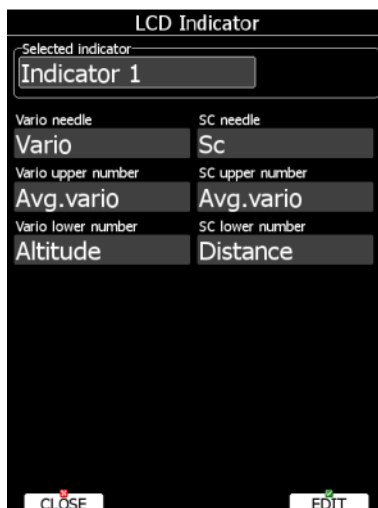 LCD Indicator
Selected indicator
Indicator 1
Vario needle SC needle
Vario Sc
Vario upper number SC upper number
Avg.vario Avg.vario
Vario lower number SC lower number
Altitude Distance
CLOSE EDIT